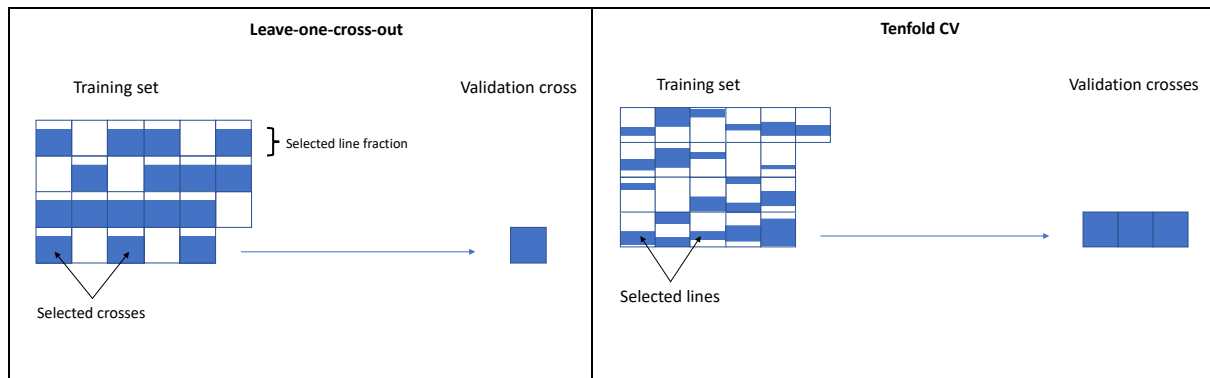 Leave-one-cross-out
Training set
Validation cross
Selected line fraction
Selected crosses
Tenfold CV
Training set
Validation crosses
Selected lines